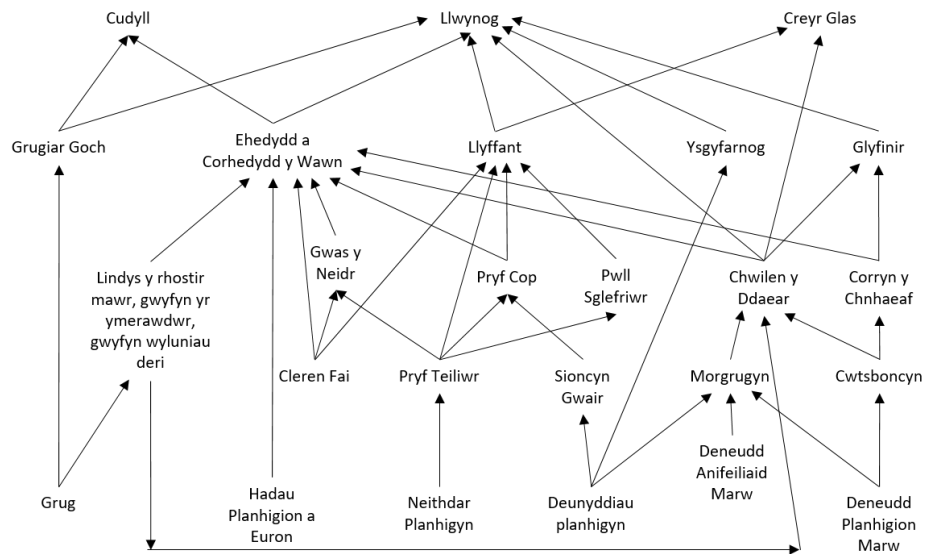 Cudyll
Llwynog
Creyr Glas
Grugiar Goch
Ehedydd a
Corhedydd y Wawn
Llyffant
Ysgyfarnog
Glyfinir
Lindys y rhostir
mawr, gwyfyn yr
ymerawdwr,
gwyfyn wyluniau
deri
Gwas y
Neidr
Pryf Cop
Pwll
Sglefriwr
Chwilen y
Ddaear
Corryn y
Chnhaeaf
Cleren Fai
Pryf Teiliwr
Sioncyn
Gwair
Morgrugyn
Cwtsboncyn
Grug
Hadau
Planhigion a
Euron
Neithdar
Planhigyn
Deunyddiau
planhigyn
Deneudd
Anifeiliaid
Marw
Deneudd
Planhigion
Marw